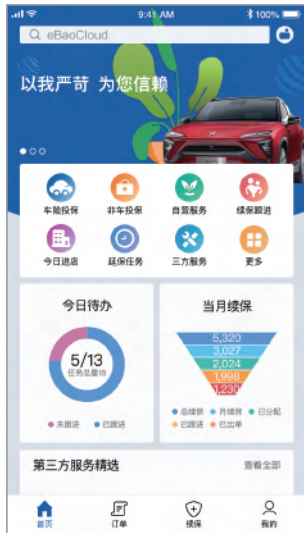 9:41 AM
100%
eBaoCloud
以我严苛 为您信赖
车险投保
非车投保
自营服务
续保跟进
今日进店
延保任务
三方服务
更多
今日待办
5/13
任务总量18
未跟进
已跟进
当月续保
5,320
3,027
2,024
1,998
1,230
总续保
月续保
已分配
已跟进
已出单
第三方服务精选
查看全部
首页
订单
续保
我的